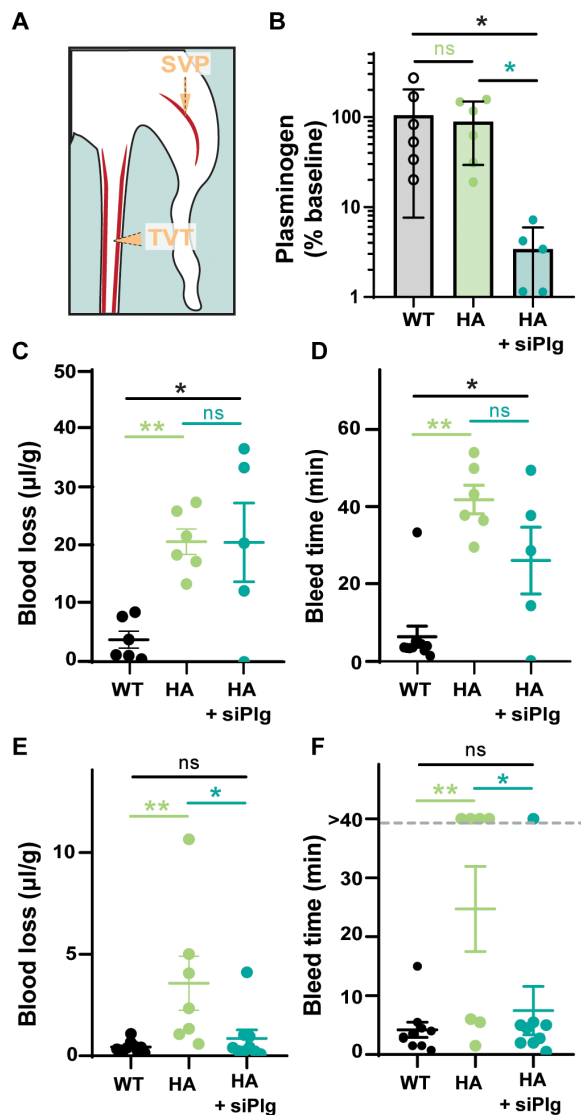 A
SVP
TVT
B
*
ns
*
Plasminogen
(% baseline)
100
10
1
WT
HA
HA
+ siPlg
C
*
**
ns
Blood loss (µl/g)
50
40
30
20
10
0
WT
HA
HA
+ siPlg
D
*
**
ns
Bleed time (min)
60
40
20
0
WT
HA
HA
+ siPlg
E
ns
**
*
Blood loss (µl/g)
10
5
0
WT
HA
HA
+ siPlg
F
ns
**
*
Bleed time (min)
>40
30
20
10
0
WT
HA
HA
+ siPlg